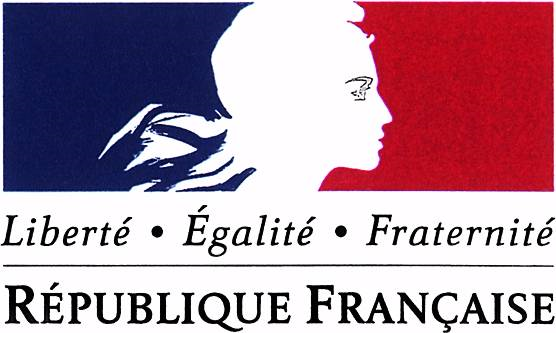 Liberté • Égalité • Fraternité
RÉPUBLIQUE FRANÇAISE